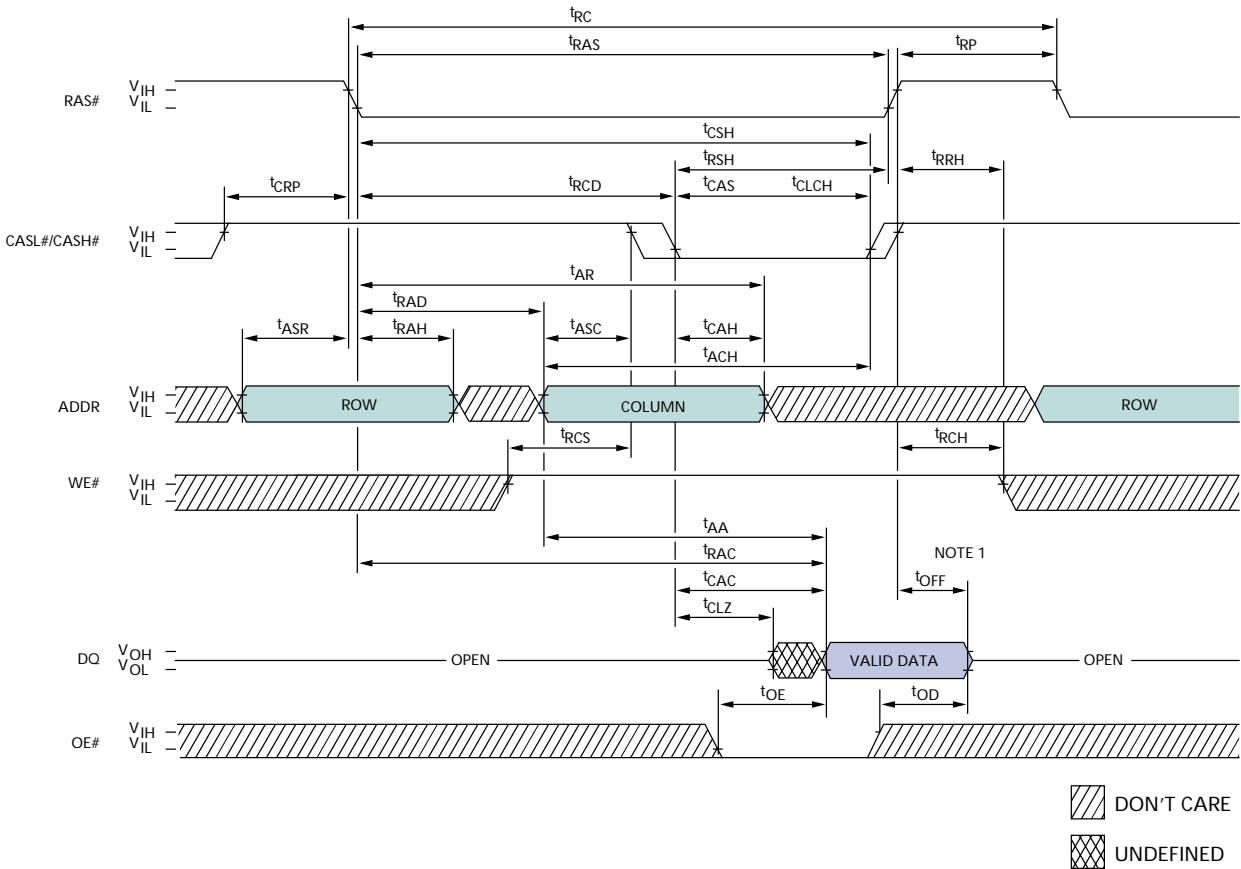 tRC
tRAS
tRP
RAS#
VIH
VIL
tCSH
tRSH
tRRH
tCRP
tRCD
tCAS
tCLCH
CASL#/CASH#
VIH
VIL
tAR
tRAD
tASR
tRAH
tASC
tCAH
tACH
ADDR
VIH
VIL
ROW
COLUMN
ROW
tRCS
tRCH
WE#
VIH
VIL
tAA
tRAC
NOTE 1
tCAC
tOFF
tCLZ
DQ
VOH
VOL
OPEN
VALID DATA
OPEN
tOE
tOD
OE#
VIH
VIL
DON'T CARE
UNDEFINED